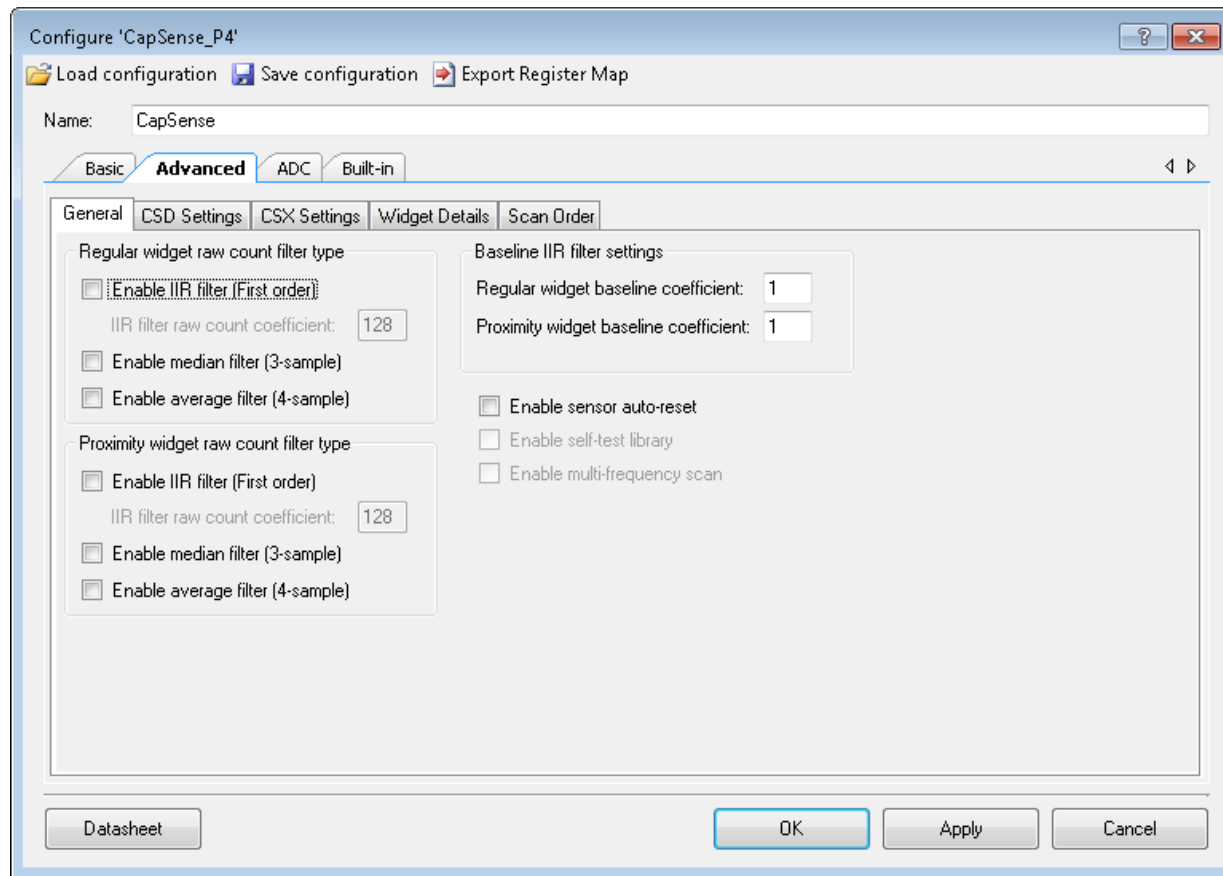 Configure 'CapSense_P4'
Load configuration Save configuration Export Register Map
Name: CapSense
Basic Advanced ADC Built-in
General CSD Settings CSX Settings Widget Details Scan Order
Regular widget raw count filter type
Enable IIR filter (First order)
IIR filter raw count coefficient: 128
Enable median filter (3-sample)
Enable average filter (4-sample)
Proximity widget raw count filter type
Enable IIR filter (First order)
IIR filter raw count coefficient: 128
Enable median filter (3-sample)
Enable average filter (4-sample)
Baseline IIR filter settings
Regular widget baseline coefficient: 1
Proximity widget baseline coefficient: 1
Enable sensor auto-reset
Enable self-test library
Enable multi-frequency scan
Datasheet OK Apply Cancel